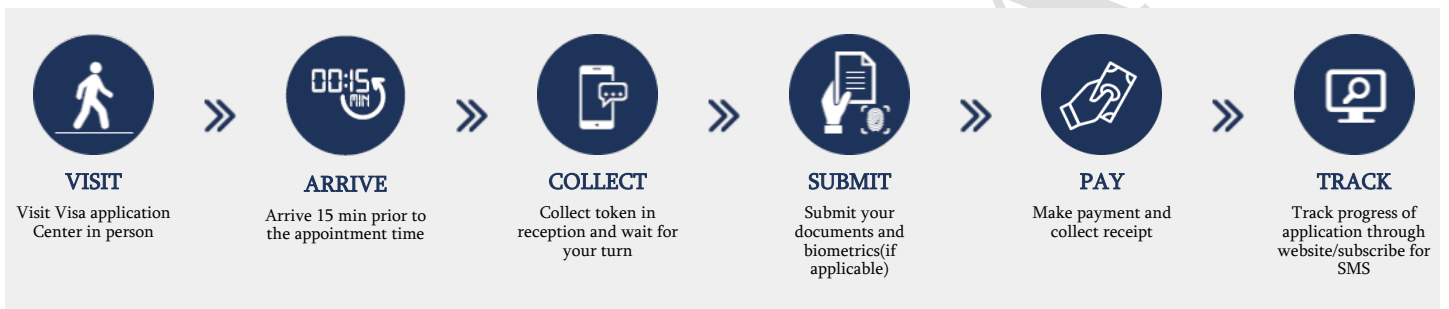 00:15
MIN
VISIT
Visit Visa application
Center in person
ARRIVE
Arrive 15 min prior to
the appointment time
COLLECT
Collect token in
reception and wait for
your turn
SUBMIT
Submit your
documents and
biometrics(if
applicable)
PAY
Make payment and
collect receipt
TRACK
Track progress of
application through
website/subscribe for
SMS